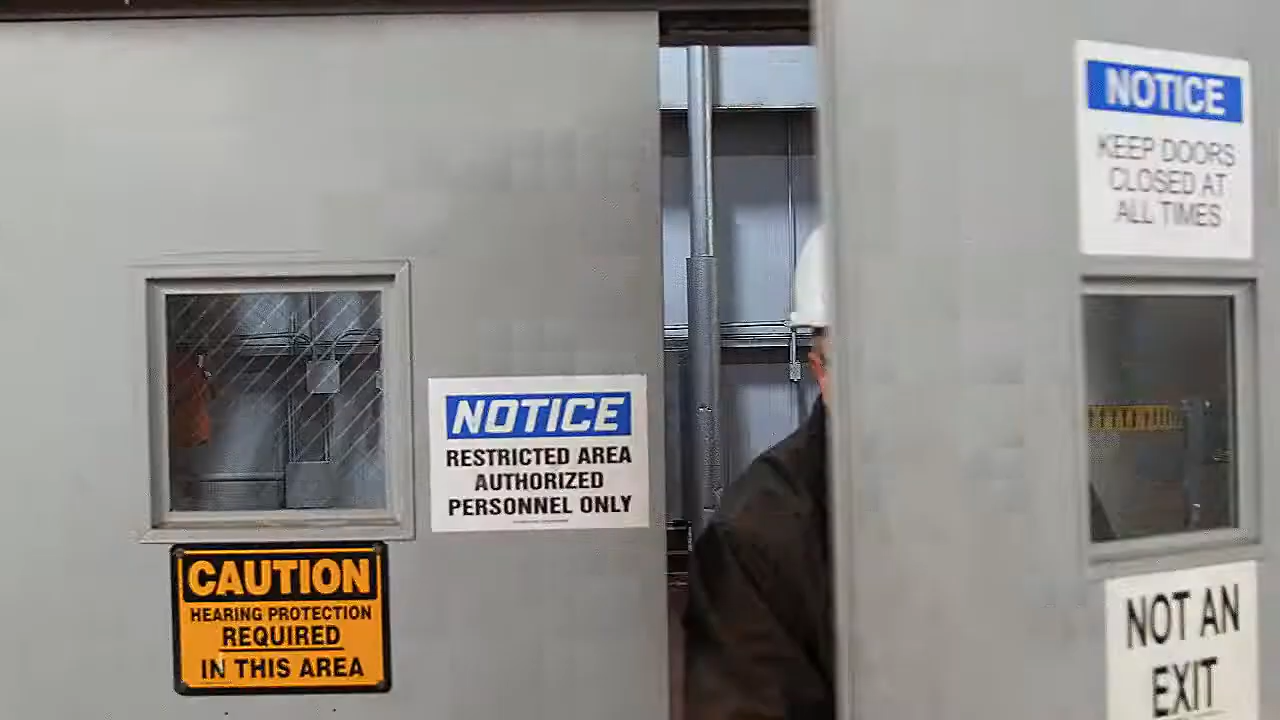 NOTICE
KEEP DOORS
CLOSED AT
ALL TIMES
NOTICE
RESTRICTED AREA
AUTHORIZED
PERSONNEL ONLY
CAUTION
HEARING PROTECTION
REQUIRED
IN THIS AREA
NOT AN
EXIT